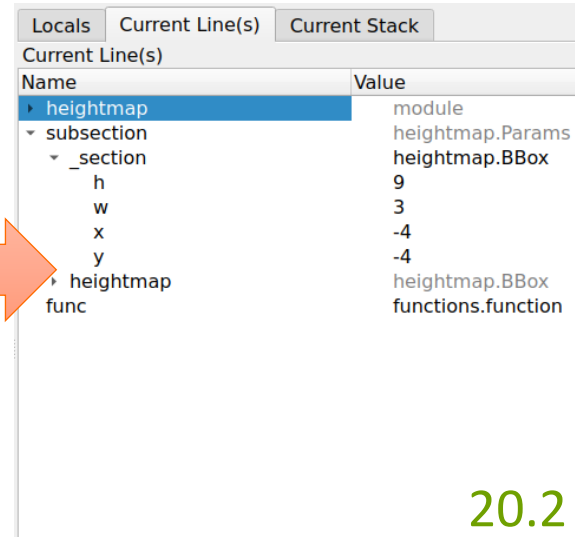 Locals Current Line(s) Current Stack
Current Line(s)
Name Value
heightmap module
subsection heightmap.Params
_section heightmap.BBox
h 9
w 3
x -4
y -4
heightmap heightmap.BBox
func functions.function
20.2